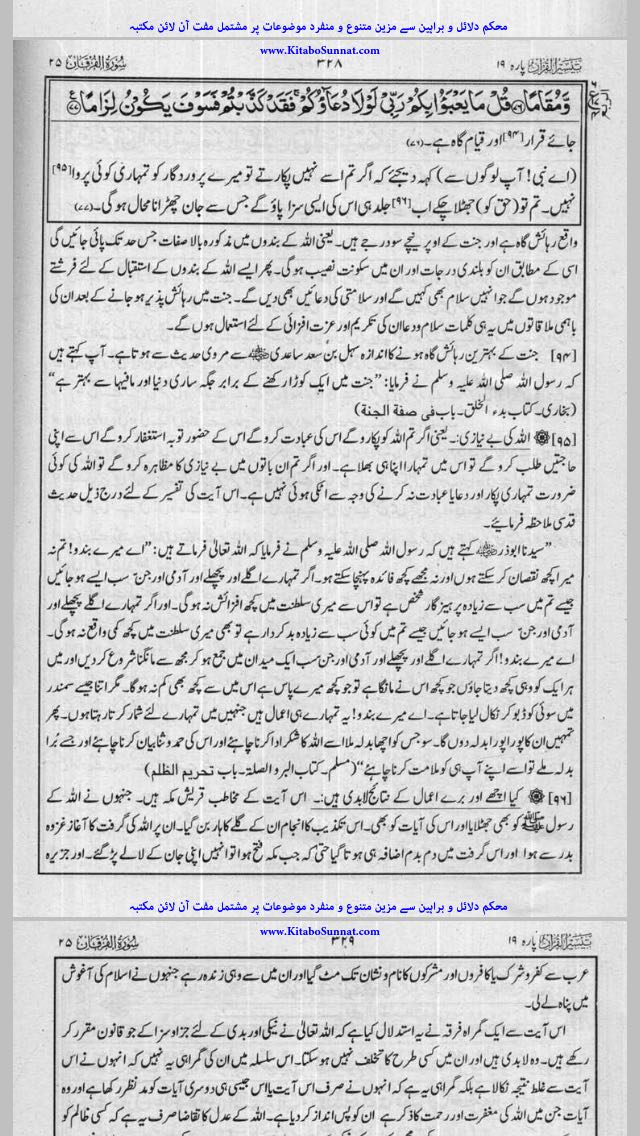 محکم دلائل و براہین سے مزین متنوع و منفرد موضوعات پر مشتمل مفت آن لائن مکتبہ
www.KitaboSunnat.com
تیسیر القرآن پارہ ۱۹ ۳۲۸ سُورَةُ الْفُرْقَان ۲۵
وَّمُقَامًا ﴿۷۶﴾ قُلْ مَا يَعْبَؤُا بِكُمْ رَبِّي لَوْلَا دُعَآؤُكُمْ ۚ فَقَدْ كَذَّبْتُمْ فَسَوْفَ يَكُوْنُ لِزَامًا ﴿۷۷﴾
جائے قرار [۹۴] اور قیام گاہ ہے۔ (۷۶)
(اے نبی! آپ لوگوں سے) کہہ دیجئے کہ اگر تم اسے نہیں پکارتے تو میرے پروردگار کو تمہاری کوئی پروا [۹۵]
نہیں۔ تم تو (حق کو) جھٹلا چکے اب [۹۶] جلد ہی اس کی ایسی سزا پاؤ گے جس سے جان چھڑانا محال ہوگی۔ (۷۷)
واقع رہائش گاہ ہے اور جنت کے اوپر نیچے سو درجے ہیں۔ یعنی اللہ کے بندوں میں مذکورہ بالا صفات جس حد تک پائی جائیں گی
اسی کے مطابق ان کو بلندی درجات اور ان میں سکونت نصیب ہوگی۔ پھر ایسے اللہ کے بندوں کے استقبال کے لئے فرشتے
موجود ہوں گے جو انہیں سلام بھی کہیں گے اور سلامتی کی دعائیں بھی دیں گے۔ جنت میں رہائش پذیر ہو جانے کے بعد ان کی
باہمی ملاقاتوں میں یہ ہی کلمات سلام و دعا ان کی تکریم اور عزت افزائی کے لئے استعمال ہوں گے۔
[۹۴] جنت کے بہترین رہائش گاہ ہونے کا اندازہ سہل بن سعد ساعدی رضی اللہ عنہ سے مروی حدیث سے ہوتا ہے۔ آپ کہتے ہیں
کہ رسول اللہ صلی اللہ علیہ وسلم نے فرمایا: ”جنت میں ایک کوڑا رکھنے کے برابر جگہ ساری دنیا اور مافیہا سے بہتر ہے“
(بخاری۔ کتاب بدء الخلق۔ باب فی صفة الجنة)
[۹۵] اللہ کی بے نیازی:۔ یعنی اگر تم اللہ کو پکارو گے اس کی عبادت کرو گے اس کے حضور توبہ استغفار کرو گے اس سے اپنی
حاجتیں طلب کرو گے تو اس میں تمہارا اپنا ہی بھلا ہے۔ اور اگر تم ان باتوں میں بے نیازی کا مظاہرہ کرو گے تو اللہ کی کوئی
ضرورت تمہاری پکار اور دعا یا عبادت نہ کرنے کی وجہ سے اٹکی ہوئی نہیں ہے۔ اس آیت کی تفسیر کے لئے درج ذیل حدیث
قدسی ملاحظہ فرمائیے۔
”سیدنا ابوذر رضی اللہ عنہ کہتے ہیں کہ رسول اللہ صلی اللہ علیہ وسلم نے فرمایا کہ اللہ تعالیٰ فرماتے ہیں: ”اے میرے بندو! تم نہ
میرا کچھ نقصان کر سکتے ہوں اور نہ مجھے کچھ فائدہ پہنچا سکتے ہو۔ اگر تمہارے اگلے اور پچھلے اور آدمی اور جن سب ایسے ہو جائیں
جیسے تم میں سب سے زیادہ پرہیزگار شخص ہے تو اس سے میری سلطنت میں کچھ افزائش نہ ہوگی۔ اور اگر تمہارے اگلے پچھلے اور
آدمی اور جن سب ایسے ہو جائیں جیسے تم میں کوئی سب سے زیادہ بدکردار ہے تو بھی میری سلطنت میں کچھ کمی واقع نہ ہوگی۔
اے میرے بندو! اگر تمہارے اگلے اور پچھلے اور آدمی اور جن سب ایک میدان میں جمع ہو کر مجھ سے مانگنا شروع کردیں اور میں
ہر ایک کو وہی کچھ دیتا جاؤں جو کچھ اس نے مانگا ہے تو جو کچھ میرے پاس ہے اس میں سے کچھ بھی کم نہ ہوگا۔ مگر اتنا جیسے سمندر
میں سوئی کو ڈبو کر نکال لیا جاتا ہے۔ اے میرے بندو! یہ تمہارے ہی اعمال ہیں جنہیں میں تمہارے لئے شمار کرتا رہتا ہوں۔ پھر
تمہیں ان کا پورا پورا بدلہ دوں گا۔ سو جس کو اچھا بدلہ ملا اسے اللہ کا شکر ادا کرنا چاہئے اور اس کی حمد و ثنا بیان کرنا چاہئے اور جسے بُرا
بدلہ ملے تو اسے اپنے آپ ہی کو ملامت کرنا چاہئے“ (مسلم۔ کتاب البر و الصلة۔ باب تحریم الظلم)
[۹۶] کیا اچھے اور برے اعمال کے نتائج لابدی ہیں:۔ اس آیت کے مخاطب قریش مکہ ہیں۔ جنہوں نے اللہ کے
رسول ﷺ کو بھی جھٹلایا اور اس کی آیات کو بھی۔ اس تکذیب کا انجام ان کے گلے کا ہار بن گیا۔ ان پر اللہ کی گرفت کا آغاز غزوہ
بدر سے ہوا اور اس گرفت میں دم بدم اضافہ ہی ہوتا گیا حتیٰ کہ جب مکہ فتح ہوا تو انہیں اپنی جان کے لالے پڑ گئے۔ اور جزیرہ
محکم دلائل و براہین سے مزین متنوع و منفرد موضوعات پر مشتمل مفت آن لائن مکتبہ
www.KitaboSunnat.com
تیسیر القرآن پارہ ۱۹ ۳۲۹ سُورَةُ الْفُرْقَان ۲۵
عرب سے کفر و شرک یا کافروں اور مشرکوں کا نام و نشان تک مٹ گیا اور ان میں سے وہی زندہ رہے جنہوں نے اسلام کی آغوش
میں پناہ لے لی۔
اس آیت سے ایک گمراہ فرقہ نے یہ استدلال کیا ہے کہ اللہ تعالیٰ نے نیکی اور بدی کے لئے جزا و سزا کے جو قانون مقرر کر
رکھے ہیں۔ وہ لابدی ہیں اور ان میں کسی طرح کا تخلف نہیں ہو سکتا۔ اس سلسلہ میں ان کی گمراہی یہ نہیں کہ انہوں نے اس
آیت سے غلط نتیجہ نکالا ہے بلکہ گمراہی یہ ہے کہ انہوں نے صرف اس آیت یا اس جیسی ہی دوسری آیات کو مد نظر رکھا ہے اور وہ
آیات جن میں اللہ کی مغفرت اور رحمت کا ذکر ہے ان کو پس انداز کر دیا ہے۔ اللہ کے عدل کا تقاضا صرف یہ ہے کہ کسی ظالم کو